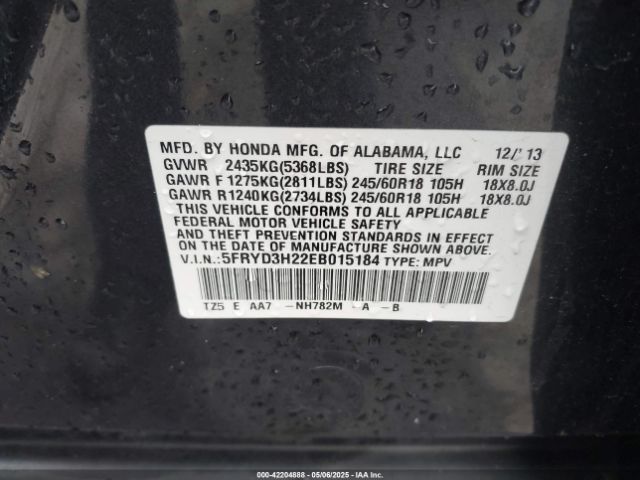 MFD. BY HONDA MFG. OF ALABAMA, LLC 12/'13
GVWR 2435KG(5368LBS) TIRE SIZE RIM SIZE
GAWR F 1275KG(2811LBS) 245/60R18 105H 18X8.0J
GAWR R 1240KG(2734LBS) 245/60R18 105H 18X8.0J
THIS VEHICLE CONFORMS TO ALL APPLICABLE
FEDERAL MOTOR VEHICLE SAFETY
AND THEFT PREVENTION STANDARDS IN EFFECT
ON THE DATE OF MANUFACTURE SHOWN ABOVE.
V.I.N.: 5FRYD3H22EB015184 TYPE: MPV
TZ5 E AA7 -NH782M -A -B
000-42204888 - 05/06/2025 - IAA Inc.